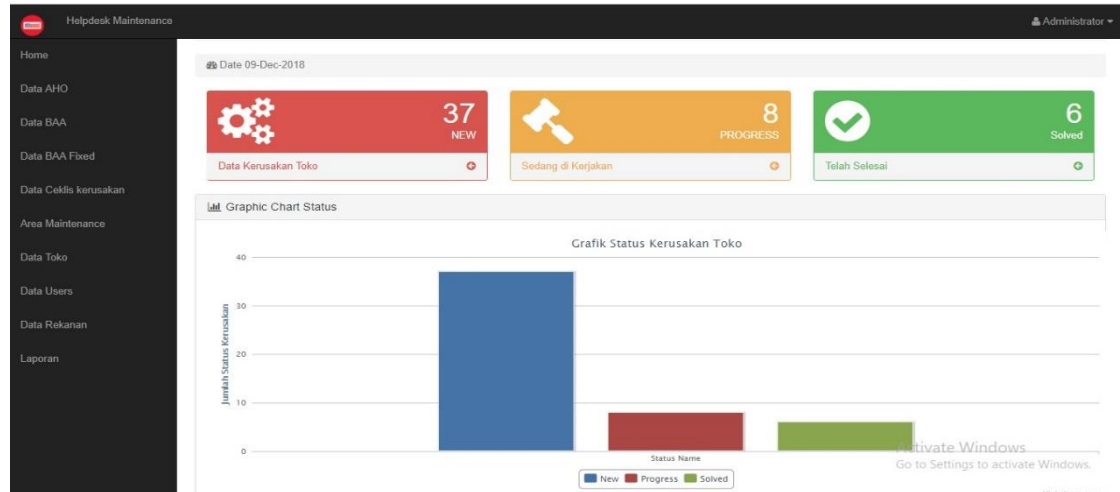 Helpdesk Maintenance
Administrator
Home
Data AHO
Data BAA
Data BAA Fixed
Data Ceklis kerusakan
Area Maintenance
Data Toko
Data Users
Data Rekanan
Laporan
Date 09-Dec-2018
37
NEW
Data Kerusakan Toko
8
PROGRESS
Sedang di Kerjakan
6
Solved
Telah Selesai
Graphic Chart Status
Grafik Status Kerusakan Toko
Jumlah Status Kerusakan
40
30
20
10
0
Status Name
New Progress Solved
Activate Windows
Go to Settings to activate Windows.